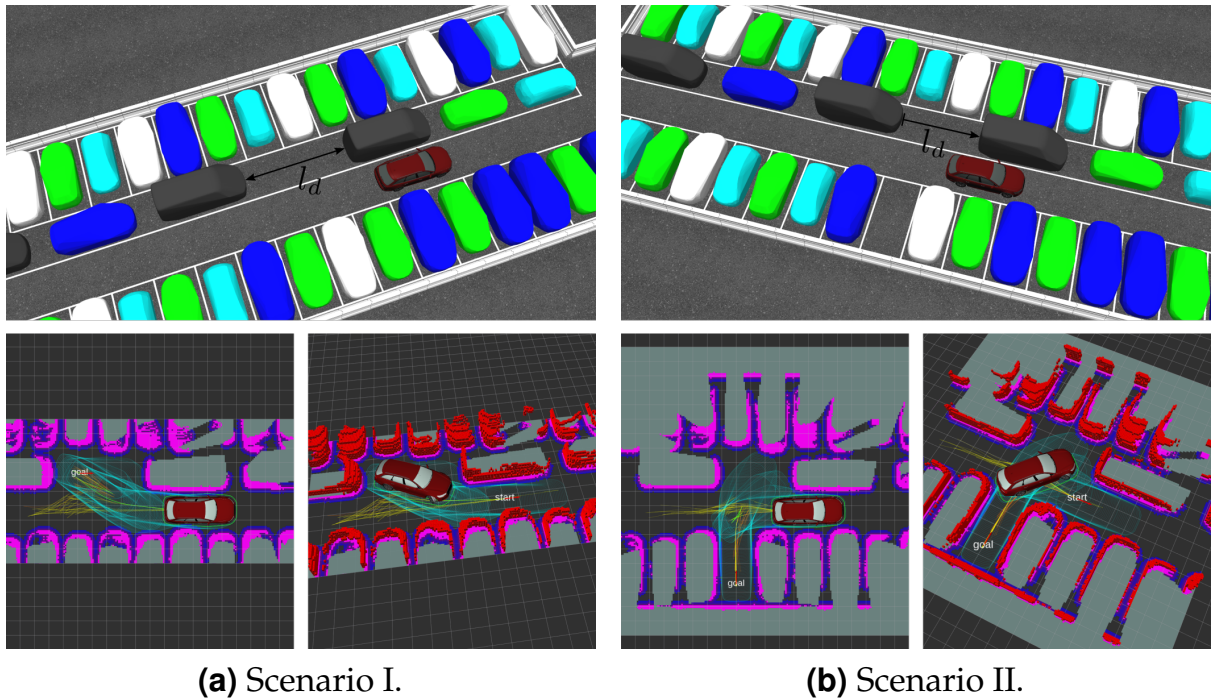 l_d
l_d
goal
start
goal
start
goal
(a) Scenario I.
(b) Scenario II.